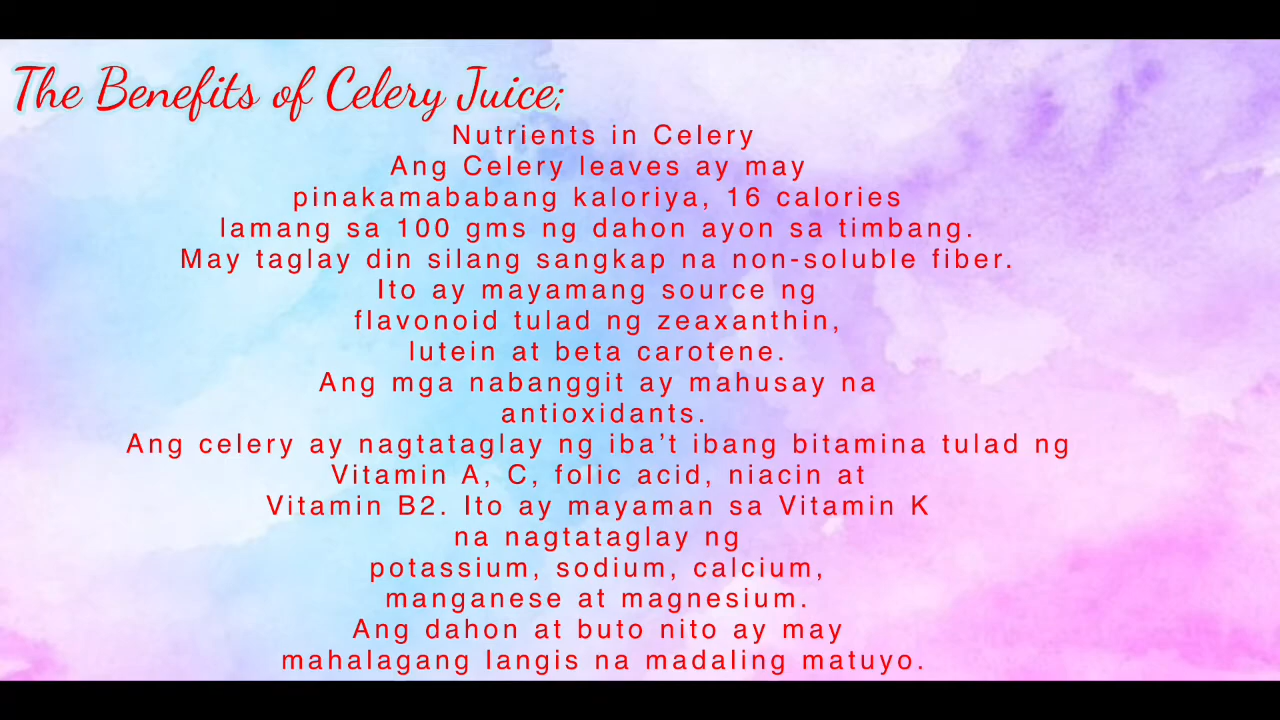 The Benefits of Celery Juice;
Nutrients in Celery
Ang Celery leaves ay may
pinakamababang kaloriya, 16 calories
lamang sa 100 gms ng dahon ayon sa timbang.
May taglay din silang sangkap na non-soluble fiber.
Ito ay mayamang source ng
flavonoid tulad ng zeaxanthin,
lutein at beta carotene.
Ang mga nabanggit ay mahusay na
antioxidants.
Ang celery ay nagtataglay ng iba’t ibang bitamina tulad ng
Vitamin A, C, folic acid, niacin at
Vitamin B2. Ito ay mayaman sa Vitamin K
na nagtataglay ng
potassium, sodium, calcium,
manganese at magnesium.
Ang dahon at buto nito ay may
mahalagang langis na madaling matuyo.